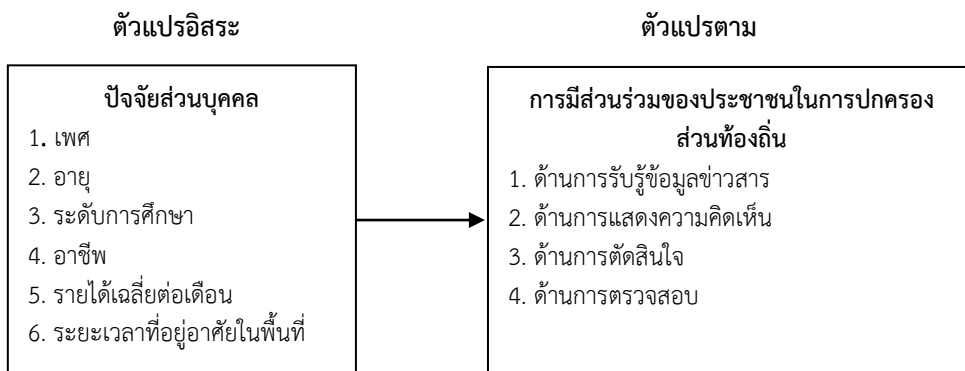 ตัวแปรอิสระ
ตัวแปรตาม
ปัจจัยส่วนบุคคล
1. เพศ
2. อายุ
3. ระดับการศึกษา
4. อาชีพ
5. รายได้เฉลี่ยต่อเดือน
6. ระยะเวลาที่อยู่อาศัยในพื้นที่
การมีส่วนร่วมของประชาชนในการปกครอง
ส่วนท้องถิ่น
1. ด้านการรับรู้ข้อมูลข่าวสาร
2. ด้านการแสดงความคิดเห็น
3. ด้านการตัดสินใจ
4. ด้านการตรวจสอบ